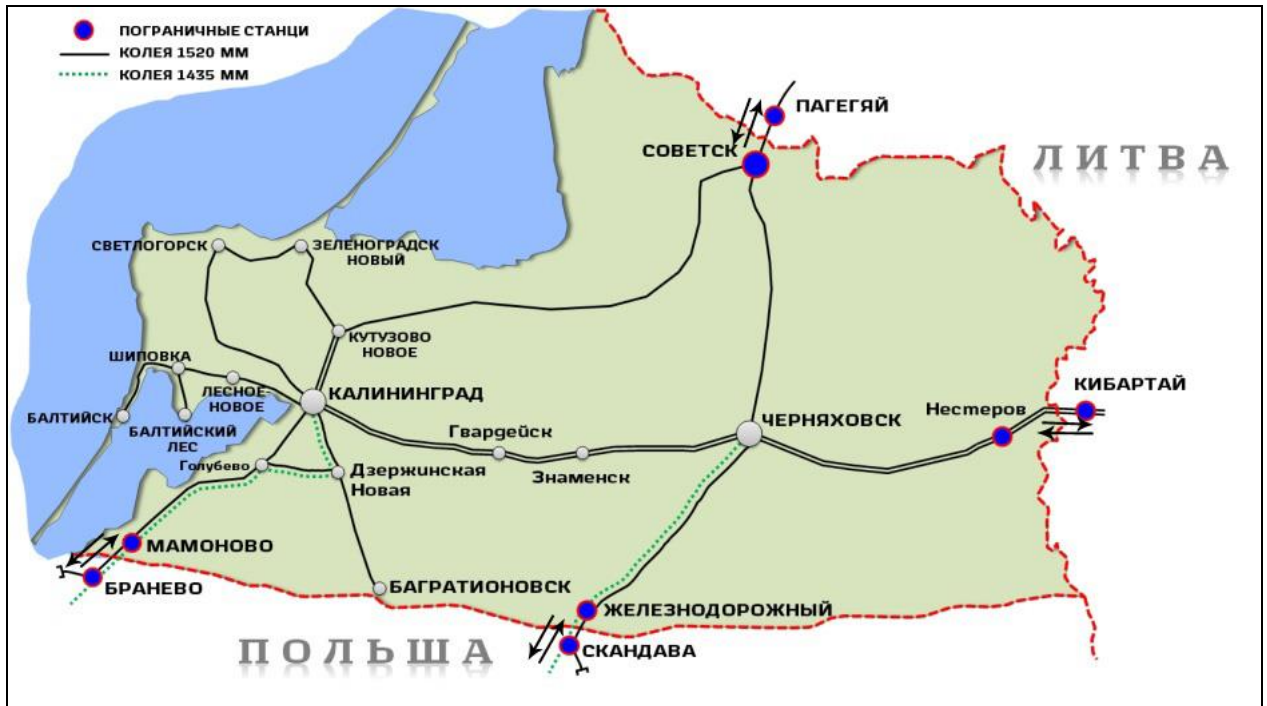 ПОГРАНИЧНЫЕ СТАНЦИ
КОЛЕЯ 1520 ММ
КОЛЕЯ 1435 ММ
ПАГЕГЯЙ
СОВЕТСК
ЛИТВА
СВЕТЛОГОРСК
ЗЕЛЕНОГРАДСК
НОВЫЙ
КУТУЗОВО
НОВОЕ
ШИПОВКА
ЛЕСНОЕ-
НОВОЕ
КАЛИНИНГРАД
КИБАРТАЙ
БАЛТИЙСК
БАЛТИЙСКИЙ
ЛЕС
Гвардейск
ЧЕРНЯХОВСК
Нестеров
Голубево
Дзержинская
Новая
Знаменск
МАМОНОВО
БРАНЕВО
БАГРАТИОНОВСК
ЖЕЛЕЗНОДОРОЖНЫЙ
ПОЛЬША
СКАНДАВА